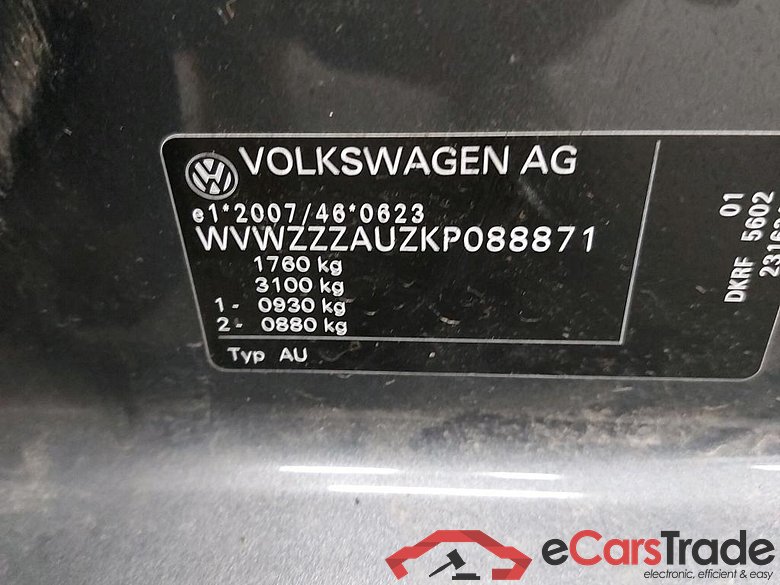 VOLKSWAGEN AG
e1*2007/46*0623
WVWZZZAUZKP088871
1760 kg
3100 kg
1- 0930 kg
2- 0880 kg
Typ AU
01
DKRF 5602
eCarsTrade
electronic, efficient & easy